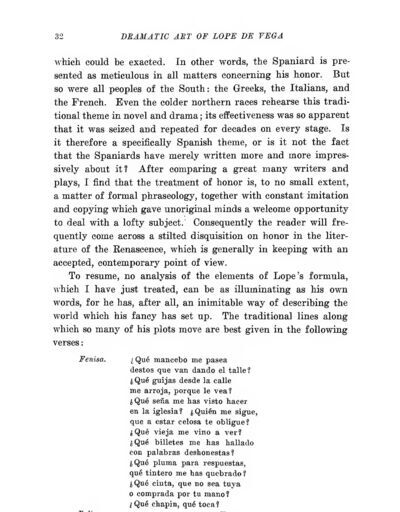 32 DRAMATIC ART OF LOPE DE VEGA
which could be exacted. In other words, the Spaniard is pre-
sented as meticulous in all matters concerning his honor. But
so were all peoples of the South: the Greeks, the Italians, and
the French. Even the colder northern races rehearse this tradi-
tional theme in novel and drama; its effectiveness was so apparent
that it was seized and repeated for decades on every stage. Is
it therefore a specifically Spanish theme, or is it not the fact
that the Spaniards have merely written more and more impres-
sively about it? After comparing a great many writers and
plays, I find that the treatment of honor is, to no small extent,
a matter of formal phraseology, together with constant imitation
and copying which gave unoriginal minds a welcome opportunity
to deal with a lofty subject. Consequently the reader will fre-
quently come across a stilted disquisition on honor in the liter-
ature of the Renascence, which is generally in keeping with an
accepted, contemporary point of view.
To resume, no analysis of the elements of Lope's formula,
which I have just treated, can be as illuminating as his own
words, for he has, after all, an inimitable way of describing the
world which his fancy has set up. The traditional lines along
which so many of his plots move are best given in the following
verses:
Fenisa. ¿Qué mancebo me pasea
destos que van dando el talle?
¿Qué guijas desde la calle
me arroja, porque le vea?
¿Qué seña me has visto hacer
en la iglesia? ¿Quién me sigue,
que a estar celosa te obligue?
¿Qué vieja me vino a ver?
¿Qué billetes me has hallado
con palabras deshonestas?
¿Qué pluma para respuestas,
qué tintero me has quebrado?
¿Qué cinta, que no sea tuya
o comprada por tu mano?
¿Qué chapín, qué toca?